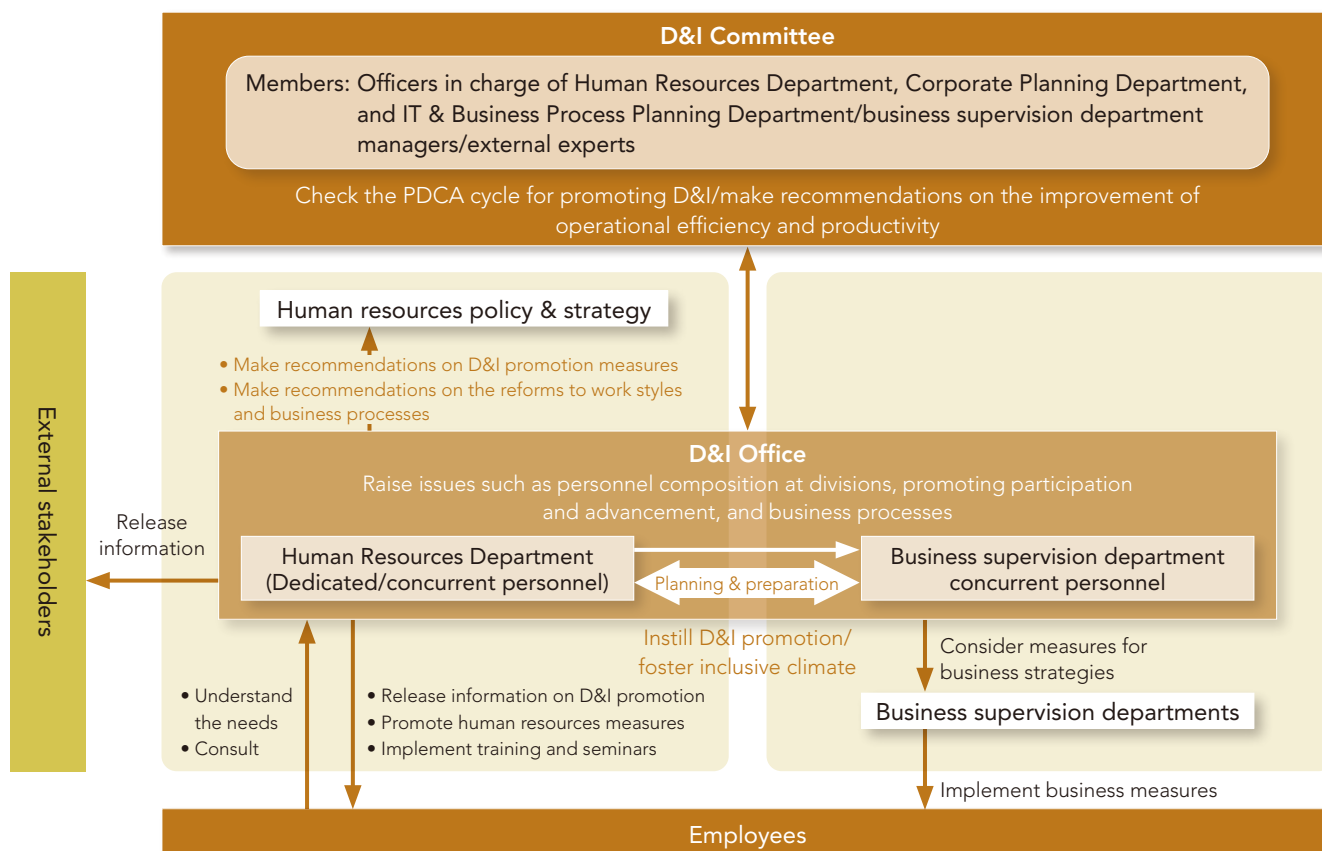 D&I Committee
Members: Officers in charge of Human Resources Department, Corporate Planning Department,
and IT & Business Process Planning Department/business supervision department
managers/external experts
Check the PDCA cycle for promoting D&I/make recommendations on the improvement of
operational efficiency and productivity
External stakeholders
Human resources policy & strategy
• Make recommendations on D&I promotion measures
• Make recommendations on the reforms to work styles
and business processes
D&I Office
Raise issues such as personnel composition at divisions, promoting participation
and advancement, and business processes
Release
information
Human Resources Department
(Dedicated/concurrent personnel)
Planning & preparation
Business supervision department
concurrent personnel
Instill D&I promotion/
foster inclusive climate
Consider measures for
business strategies
• Understand
the needs
• Consult
• Release information on D&I promotion
• Promote human resources measures
• Implement training and seminars
Business supervision departments
Implement business measures
Employees